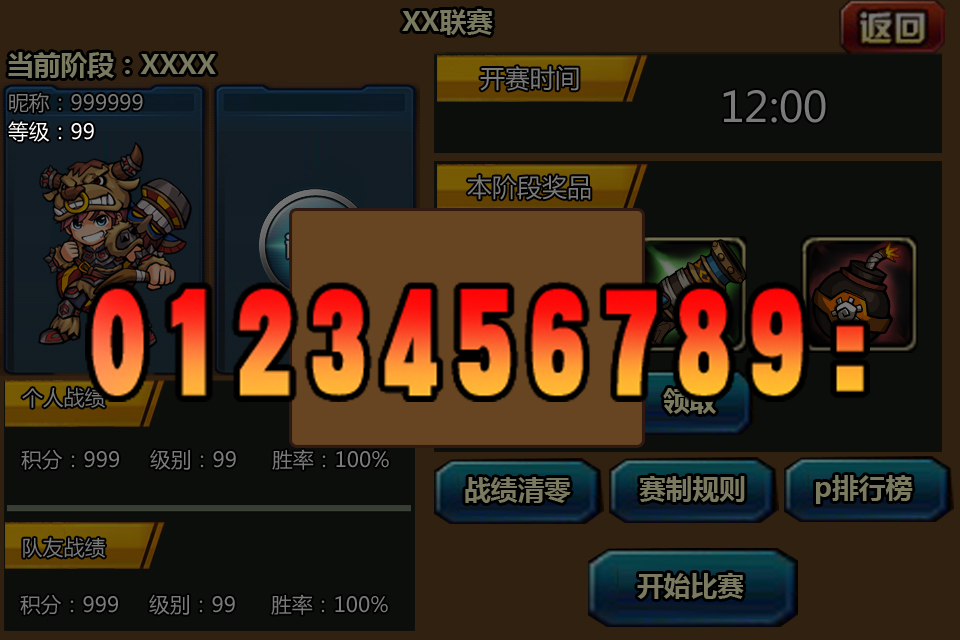 XX联赛
返回
当前阶段：XXXX
昵称：999999
等级：99
开赛时间
12:00
本阶段奖品
0123456789:
领取
个人战绩
积分：999 级别：99 胜率：100%
战绩清零
赛制规则
p排行榜
队友战绩
积分：999 级别：99 胜率：100%
开始比赛